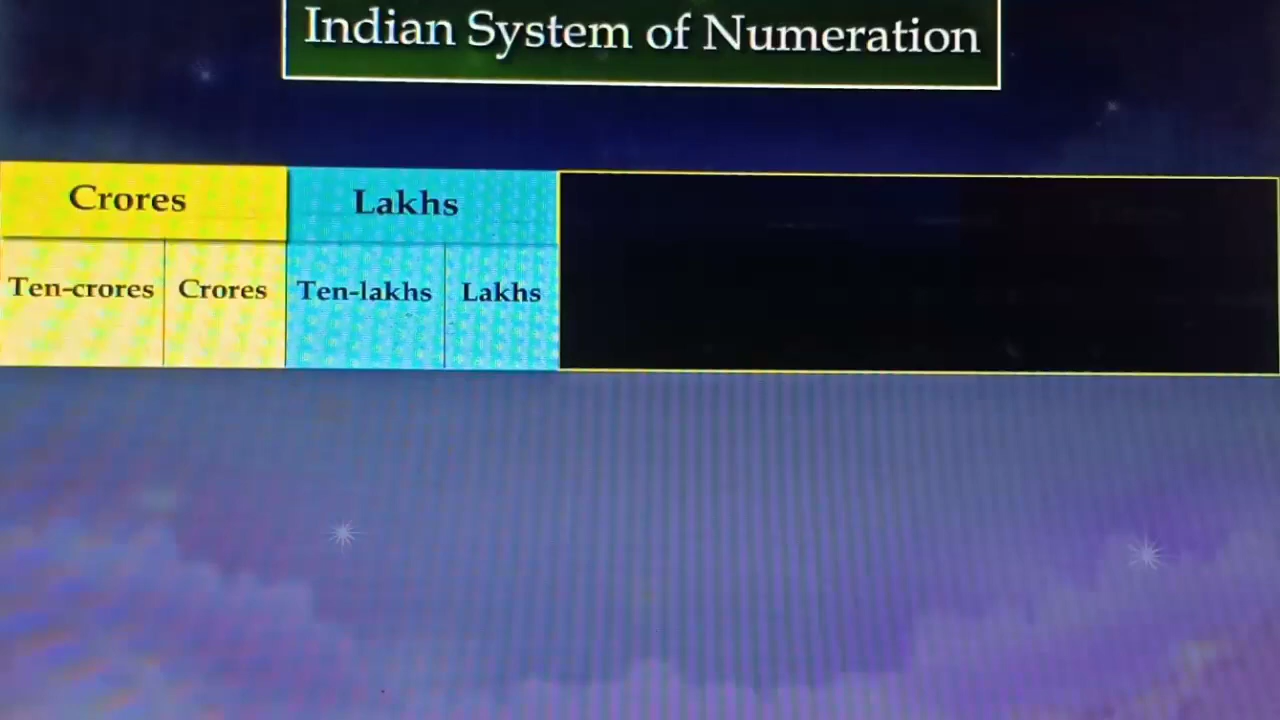 Indian System of Numeration
Crores Lakhs
Ten-crores Crores Ten-lakhs Lakhs